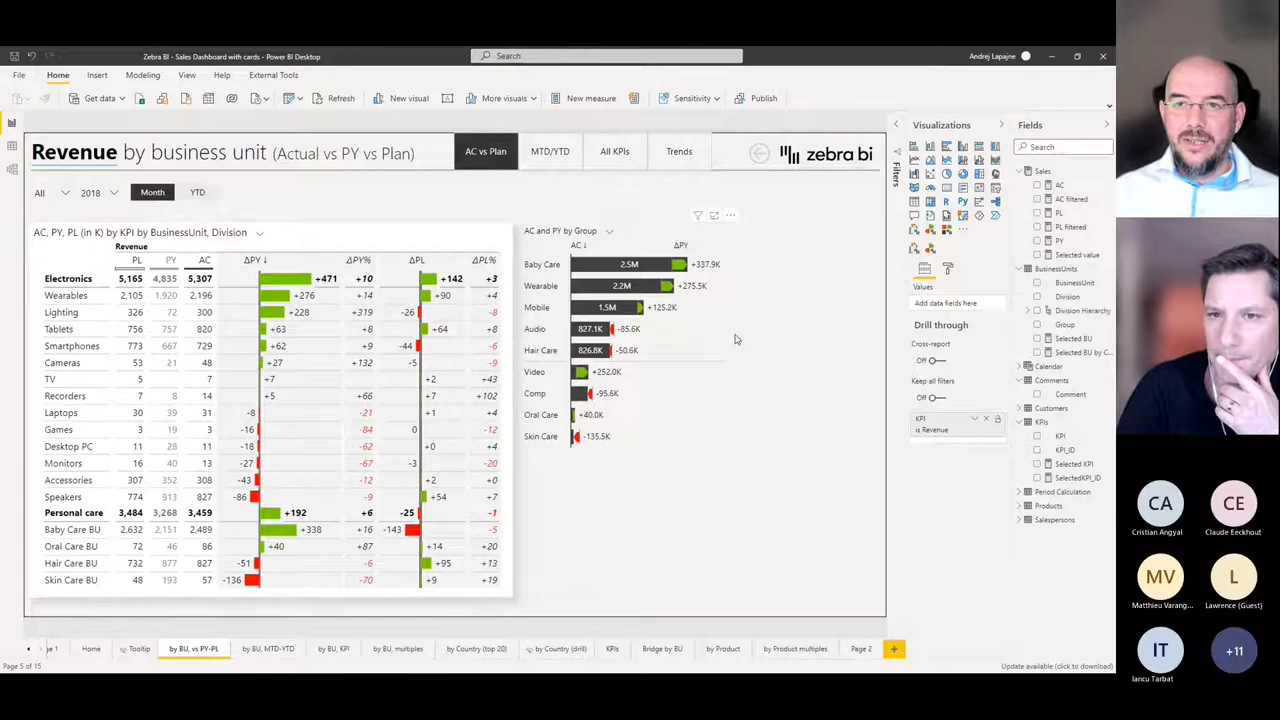 Zebra BI - Sales Dashboard with cards - Power BI Desktop
Search
Andrej Lapajne
File Home Insert Modeling View Help External Tools
Get data Refresh New visual More visuals New measure Sensitivity Publish
Revenue by business unit (Actual vs PY vs Plan)
AC vs Plan MTD/YTD All KPIs Trends
zebra bi
All 2018 Month YTD
AC, PY, PL (in K) by KPI by BusinessUnit, Division
Revenue
PL PY AC ΔPY ↓ ΔPY% ΔPL ΔPL%
Electronics 5,165 4,835 5,307 +471 +10 +142 +3
Wearables 2,105 1,920 2,196 +276 +14 +90 +4
Lighting 326 72 300 +228 +319 -26 -8
Tablets 756 757 820 +63 +8 +64 +8
Smartphones 773 667 729 +62 +9 -44 -6
Cameras 53 21 48 +27 +132 -5 -9
TV 5 7 +7 +2 +43
Recorders 7 8 14 +5 +66 +7 +102
Laptops 30 39 31 -8 -21 +1 +4
Games 3 19 3 -16 -84 0 -12
Desktop PC 11 28 11 -18 -62 +0 +4
Monitors 16 40 13 -27 -67 -3 -20
Accessories 307 352 308 -43 -12 +2 +0
Speakers 774 913 827 -86 -9 +54 +7
Personal care 3,484 3,268 3,459 +192 +6 -25 -1
Baby Care BU 2,632 2,151 2,489 +338 +16 -143 -5
Oral Care BU 72 46 86 +40 +87 +14 +20
Hair Care BU 732 877 827 -51 -6 +95 +13
Skin Care BU 48 193 57 -136 -70 +9 +19
AC and PY by Group
AC ↓ ΔPY
Baby Care 2.5M +337.9K
Wearable 2.2M +275.5K
Mobile 1.5M +125.2K
Audio 827.1K -85.6K
Hair Care 826.8K -50.6K
Video +252.0K
Comp -95.6K
Oral Care +40.0K
Skin Care -135.5K
Filters
Visualizations
Values
Add data fields here
Drill through
Cross-report
Off
Keep all filters
Off
KPI
is Revenue
Fields
Search
Sales
AC
AC filtered
PL
PL filtered
PY
PY filtered
Selected value
BusinessUnits
BusinessUnit
Division
Division Hierarchy
Group
Selected BU
Selected BU by C...
Calendar
Comments
Comment
Customers
KPIs
KPI
KPI_ID
Selected KPI
SelectedKPI_ID
Period Calculation
Products
Salespersons
ge 1 Home Tooltip by BU, vs PY-PL by BU, MTD-YTD by BU, KPI by BU, multiples by Country (top 20) by Country (drill) KPIs Bridge by BU by Product by Product multiples Page 2 +
Page 5 of 15
Update available (click to download)
CA CE
Cristian Angyal Claude Eeckhout
MV L
Matthieu Varang... Lawrence (Guest)
IT +11
Iancu Tarbat